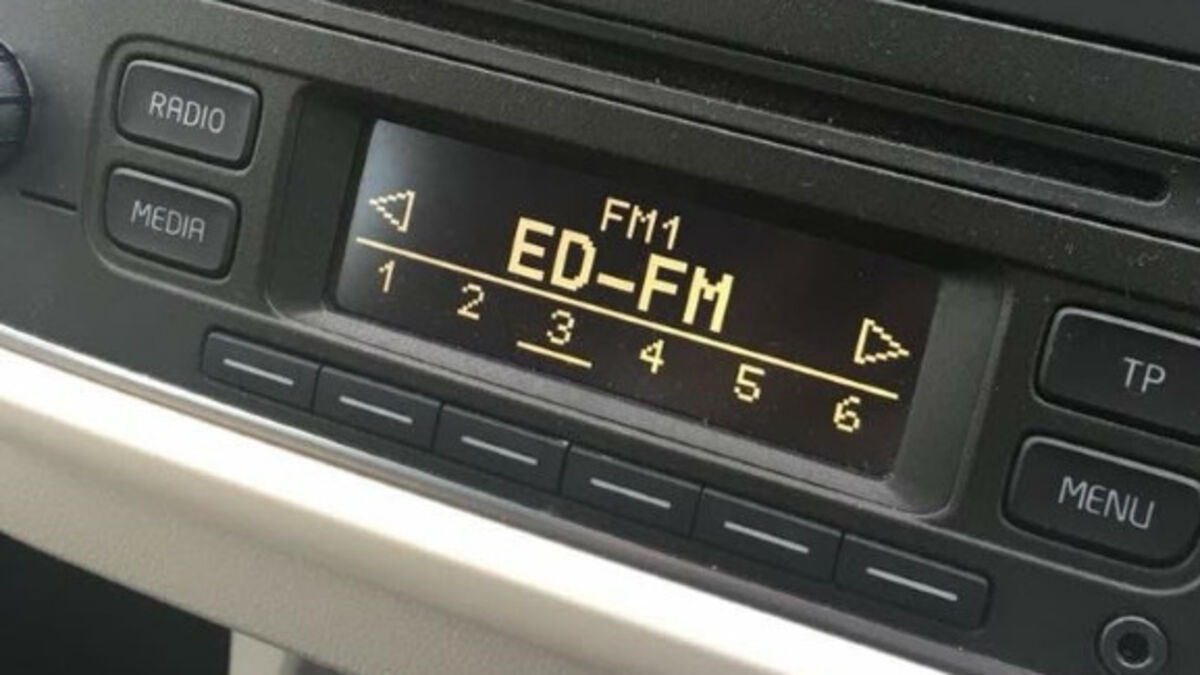 RADIO
MEDIA
FM1
ED-FM
1 2 3 4 5 6
TP
MENU